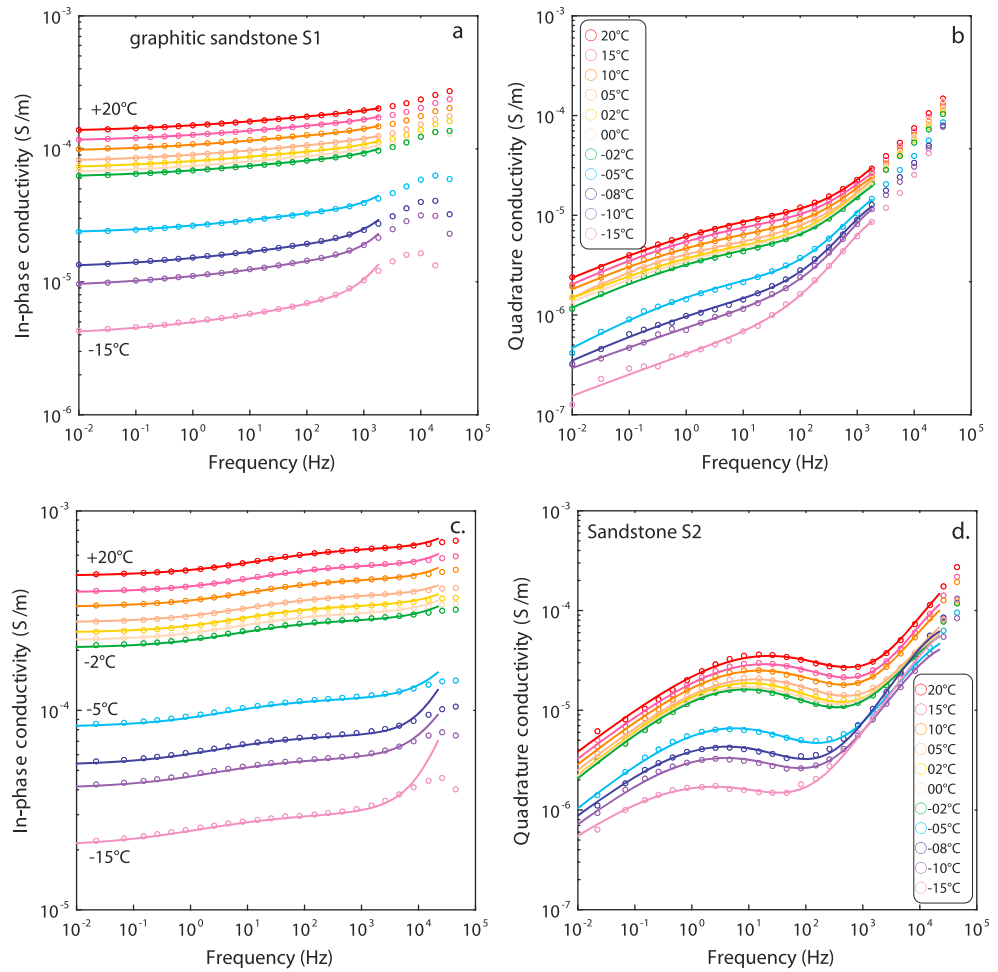 graphitic sandstone S1
a
In-phase conductivity (S /m)
10⁻³
10⁻⁴
10⁻⁵
10⁻⁶
+20°C
-15°C
10⁻² 10⁻¹ 10⁰ 10¹ 10² 10³ 10⁴ 10⁵
Frequency (Hz)
b
Quadrature conductivity (S /m)
10⁻³
10⁻⁴
10⁻⁵
10⁻⁶
10⁻⁷
20°C
15°C
10°C
05°C
02°C
00°C
-02°C
-05°C
-08°C
-10°C
-15°C
10⁻² 10⁻¹ 10⁰ 10¹ 10² 10³ 10⁴ 10⁵
Frequency (Hz)
c.
In-phase conductivity (S /m)
10⁻³
10⁻⁴
10⁻⁵
+20°C
-2°C
-5°C
-15°C
10⁻² 10⁻¹ 10⁰ 10¹ 10² 10³ 10⁴ 10⁵
Frequency (Hz)
Sandstone S2
d.
Quadrature conductivity (S /m)
10⁻³
10⁻⁴
10⁻⁵
10⁻⁶
10⁻⁷
20°C
15°C
10°C
05°C
02°C
00°C
-02°C
-05°C
-08°C
-10°C
-15°C
10⁻² 10⁻¹ 10⁰ 10¹ 10² 10³ 10⁴ 10⁵
Frequency (Hz)